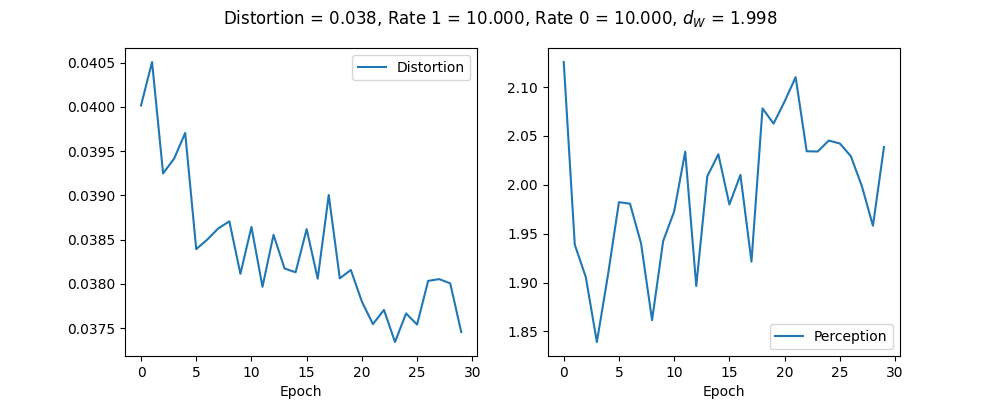 Distortion = 0.038, Rate 1 = 10.000, Rate 0 = 10.000, d_W = 1.998
0.0405
0.0400
0.0395
0.0390
0.0385
0.0380
0.0375
0 5 10 15 20 25 30
Epoch
Distortion
2.10
2.05
2.00
1.95
1.90
1.85
0 5 10 15 20 25 30
Epoch
Perception